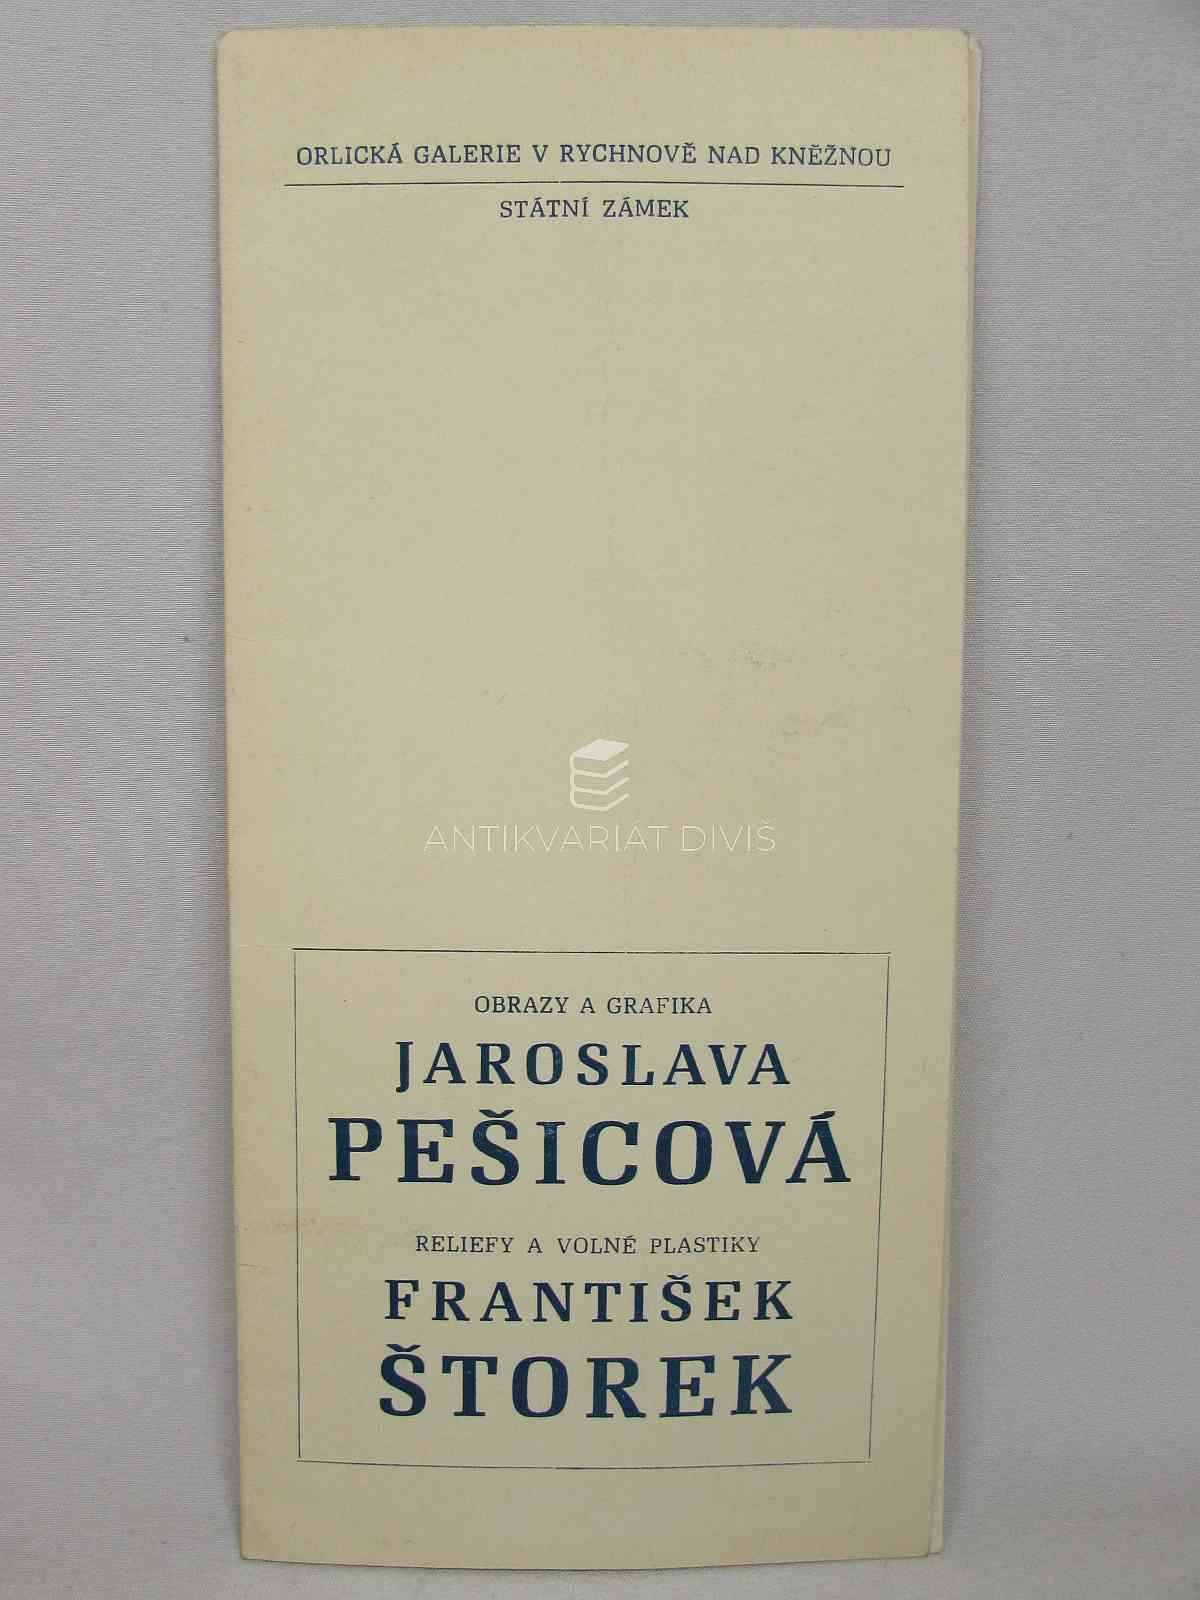 ORLICKÁ GALERIE V RYCHNOVĚ NAD KNĚŽNOU
STÁTNÍ ZÁMEK
ANTIKVARIÁT DIVIŠ
OBRAZY A GRAFIKA
JAROSLAVA
PEŠICOVÁ
RELIEFY A VOLNÉ PLASTIKY
FRANTIŠEK
ŠTOREK